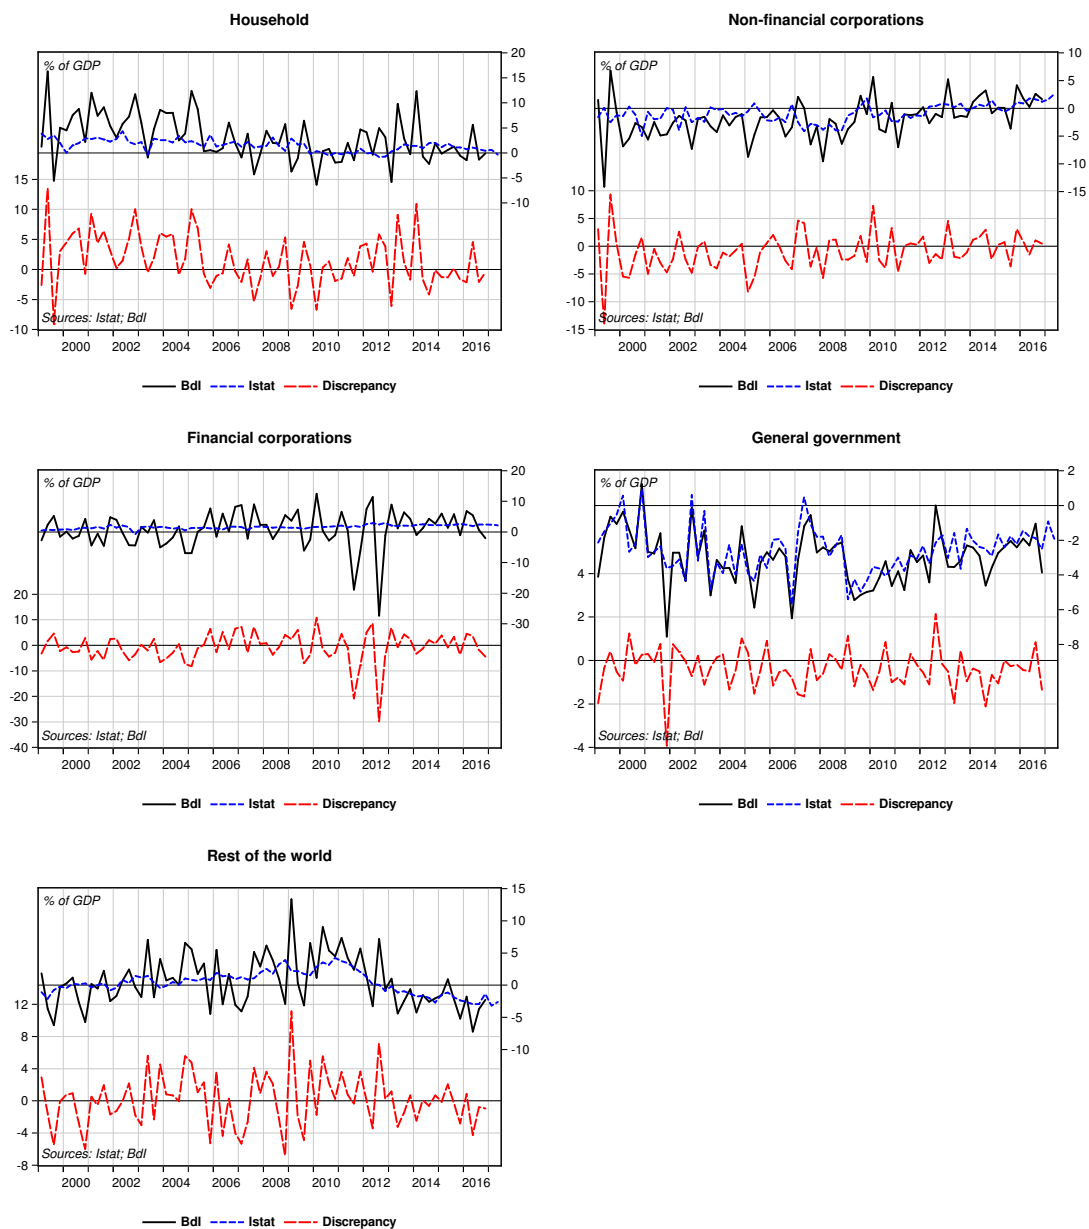 Household
% of GDP
20
15
10
5
0
-5
-10
15
10
5
0
-5
-10
Sources: Istat; BdI
2000 2002 2004 2006 2008 2010 2012 2014 2016
BdI Istat Discrepancy
Non-financial corporations
% of GDP
10
5
0
-5
-10
-15
10
5
0
-5
-10
-15
Sources: Istat; BdI
2000 2002 2004 2006 2008 2010 2012 2014 2016
BdI Istat Discrepancy
Financial corporations
% of GDP
20
10
0
-10
-20
-30
20
10
0
-10
-20
-30
-40
Sources: Istat; BdI
2000 2002 2004 2006 2008 2010 2012 2014 2016
BdI Istat Discrepancy
General government
% of GDP
2
0
-2
-4
-6
-8
4
2
0
-2
-4
Sources: Istat; BdI
2000 2002 2004 2006 2008 2010 2012 2014 2016
BdI Istat Discrepancy
Rest of the world
% of GDP
15
10
5
0
-5
-10
12
8
4
0
-4
-8
Sources: Istat; BdI
2000 2002 2004 2006 2008 2010 2012 2014 2016
BdI Istat Discrepancy